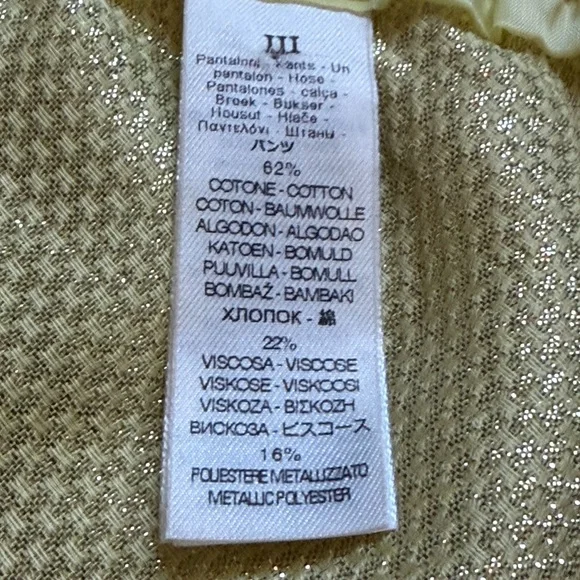 III
Pantaloni - Pants - Un
pantalon - Hose -
Pantalones - calça -
Broek - Bukser -
Housut - Hlače -
Παντελόνι - Штаны -
パンツ
62%
COTONE - COTTON
COTON - BAUMWOLLE
ALGODON - ALGODAO
KATOEN - BOMULD
PUUVILLA - BOMULL
BOMBAŽ - BAMBAKI
ХЛОПОК - 綿
22%
VISCOSA - VISCOSE
VISKOSE - VISKOOSI
VISKOZA - ΒΙΣΚΟΖΗ
ВИСКОЗА - ビスコース
16%
POLIESTERE METALLIZZATO
METALLIC POLYESTER